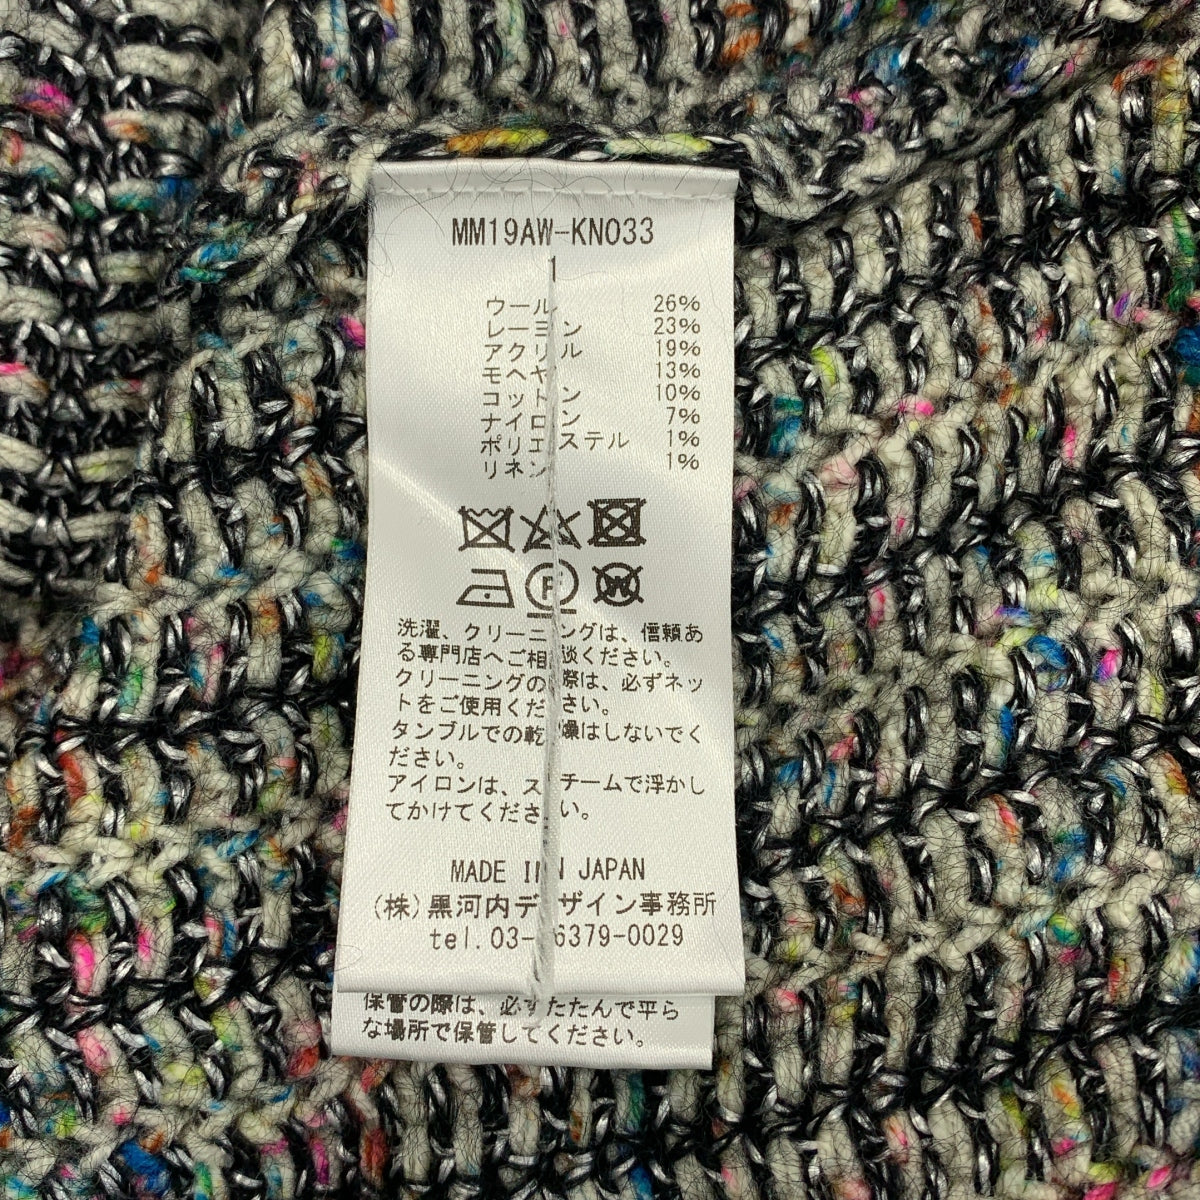 MM19AW-KN033
1
ウール 26%
レーヨン 23%
アクリル 19%
モヘヤ 13%
コットン 10%
ナイロン 7%
ポリエステル 1%
リネン 1%
F
W
洗濯、クリーニングは、信頼あ
る専門店へご相談ください。
クリーニングの際は、必ずネッ
トをご使用ください。
タンブルでの乾燥はしないでく
ださい。
アイロンは、スチームで浮かし
てかけてください。
MADE IN JAPAN
(株)黒河内デザイン事務所
tel.03-6379-0029
保管の際は、必ずたたんで平ら
な場所で保管してください。